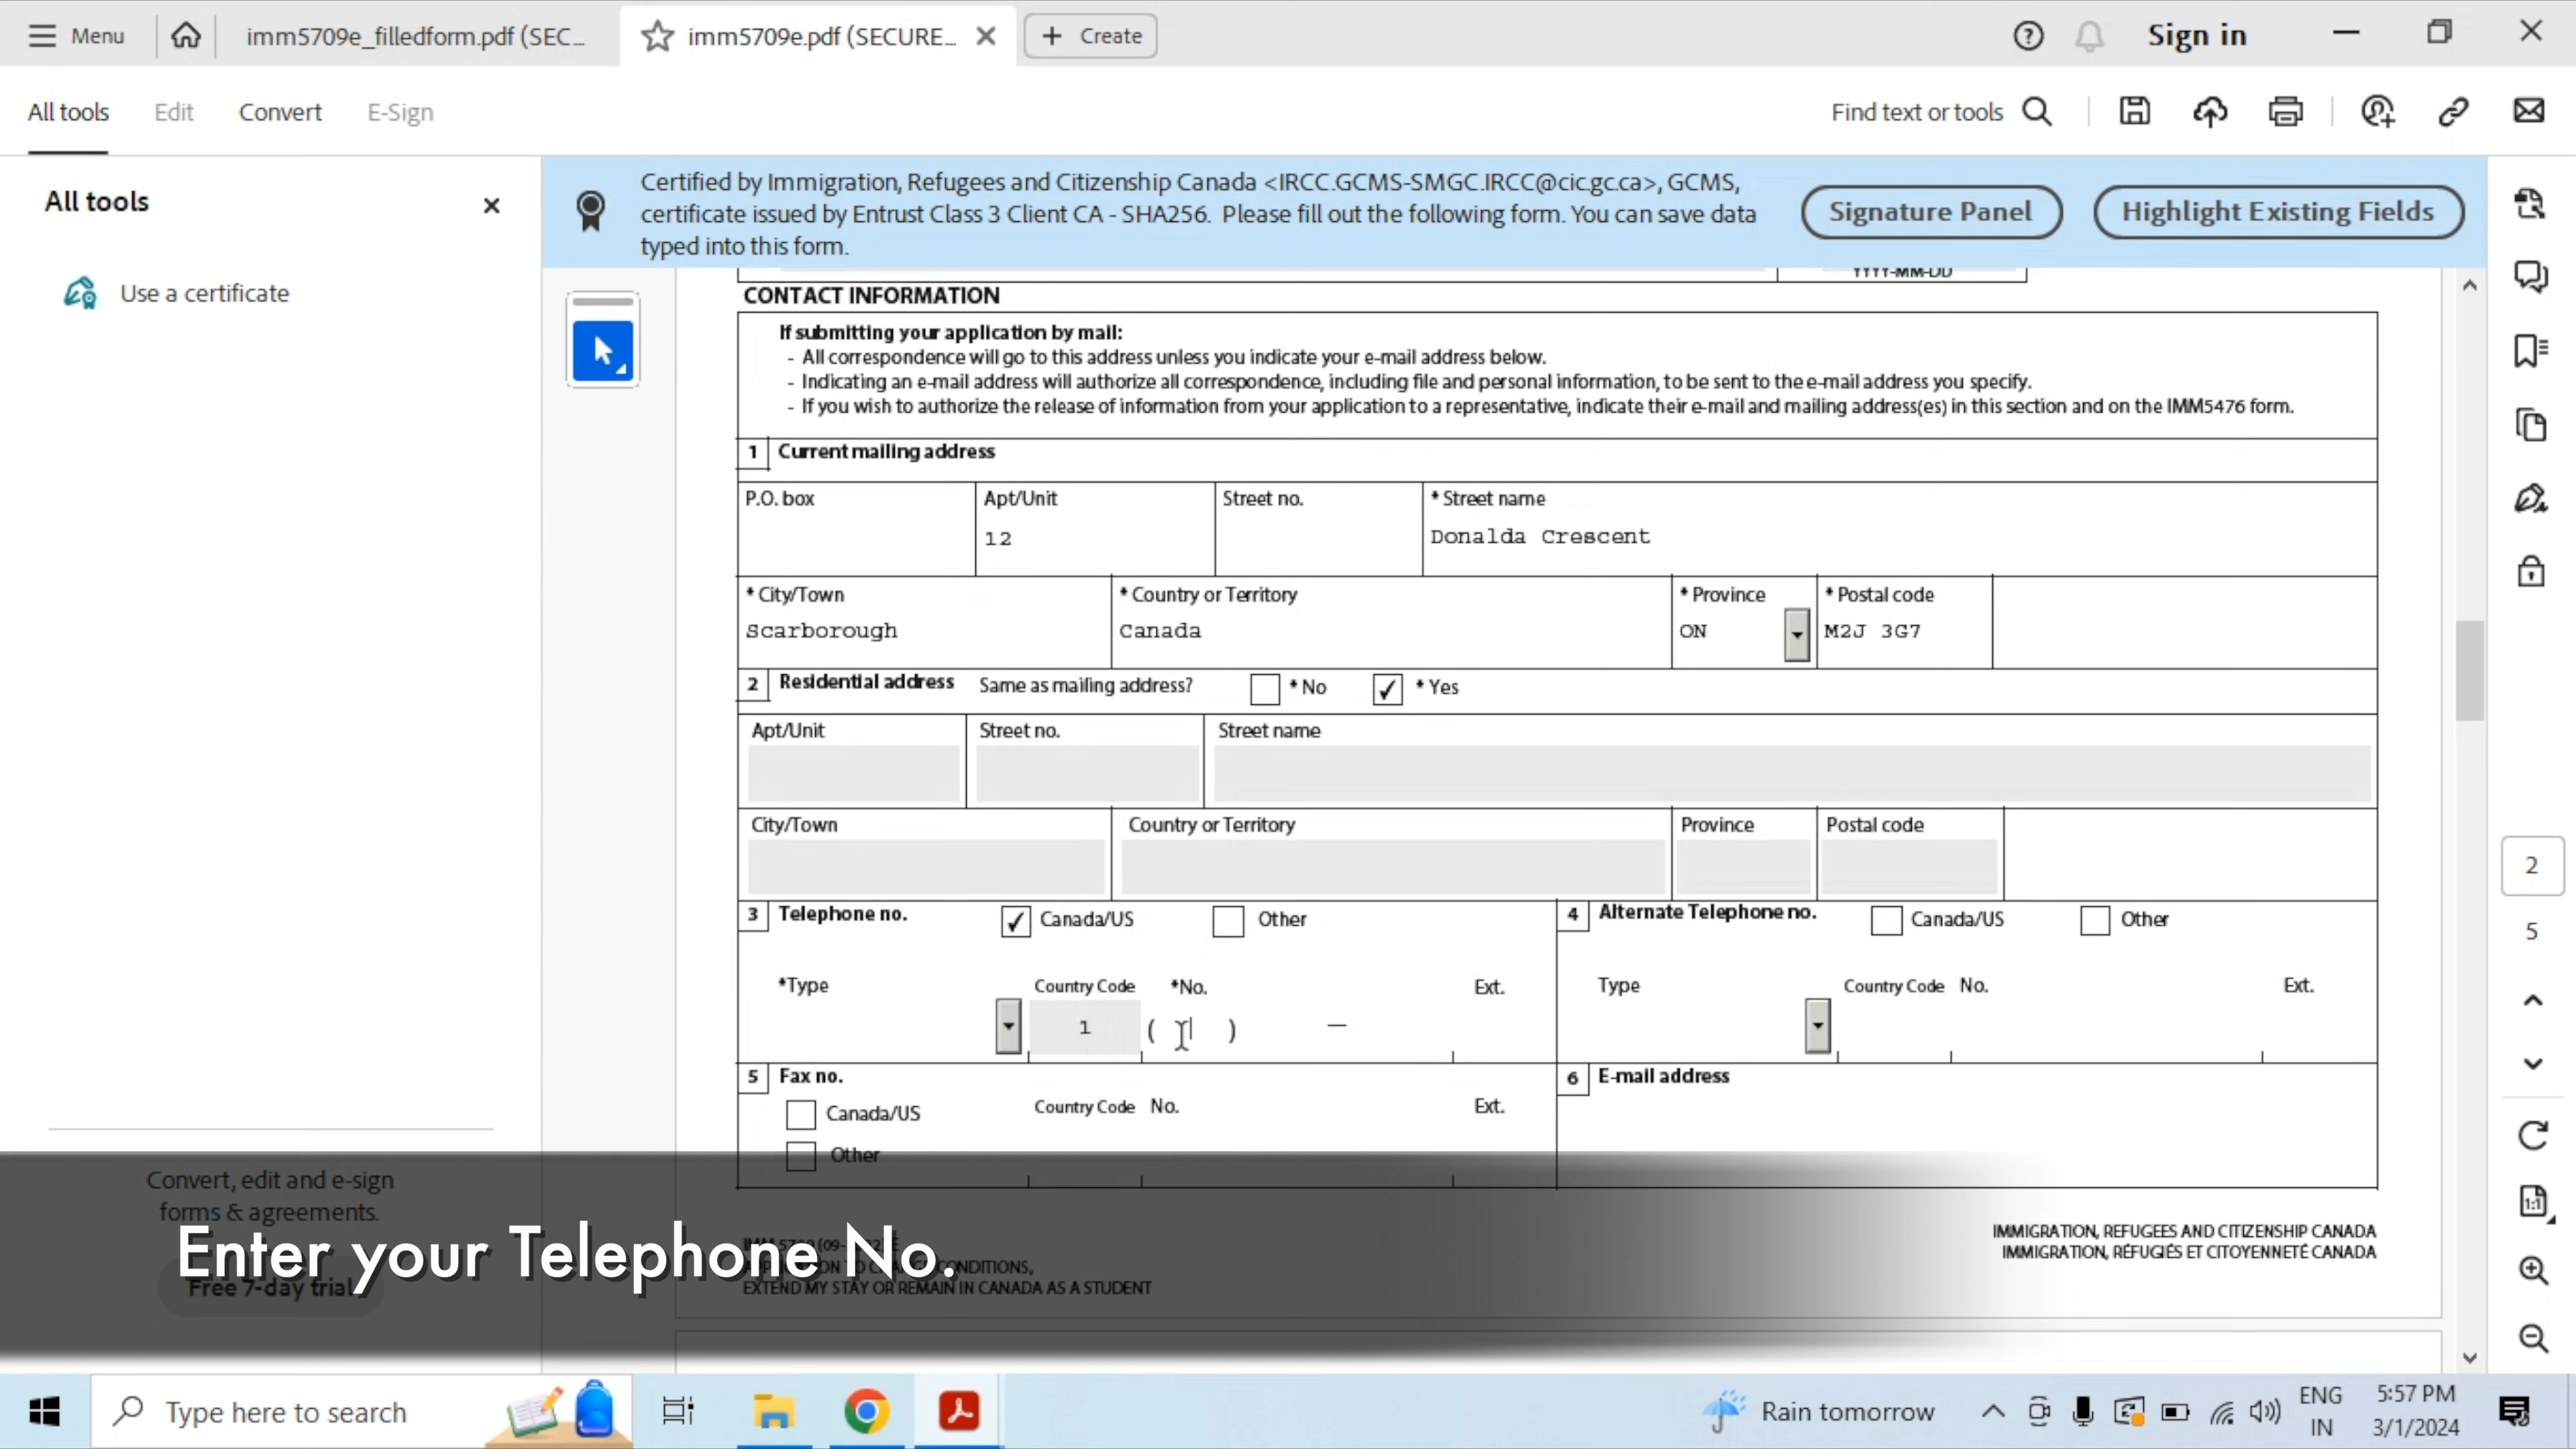 Menu
imm5709e_filledform.pdf (SEC...
imm5709e.pdf (SECURE...
Create
Sign in
All tools
Edit
Convert
E-Sign
Find text or tools
All tools
Use a certificate
Certified by Immigration, Refugees and Citizenship Canada <IRCC.GCMS-SMGC.IRCC@cic.gc.ca>, GCMS,
certificate issued by Entrust Class 3 Client CA - SHA256. Please fill out the following form. You can save data
typed into this form.
Signature Panel
Highlight Existing Fields
YYYY-MM-DD
CONTACT INFORMATION
If submitting your application by mail:
- All correspondence will go to this address unless you indicate your e-mail address below.
- Indicating an e-mail address will authorize all correspondence, including file and personal information, to be sent to the e-mail address you specify.
- If you wish to authorize the release of information from your application to a representative, indicate their e-mail and mailing address(es) in this section and on the IMM5476 form.
1 Current mailing address
P.O. box Apt/Unit Street no. * Street name
12 Donalda Crescent
* City/Town * Country or Territory * Province * Postal code
Scarborough Canada ON M2J 3G7
2 Residential address Same as mailing address? * No * Yes
Apt/Unit Street no. Street name
City/Town Country or Territory Province Postal code
3 Telephone no. Canada/US Other
*Type Country Code *No. Ext.
1 ( ) —
4 Alternate Telephone no. Canada/US Other
Type Country Code No. Ext.
5 Fax no.
Canada/US Country Code No. Ext.
Other
6 E-mail address
2
5
1:1
Convert, edit and e-sign
forms & agreements.
Free 7-day trial
Enter your Telephone No.
EXTEND MY STAY OR REMAIN IN CANADA AS A STUDENT
IMMIGRATION, REFUGEES AND CITIZENSHIP CANADA
IMMIGRATION, RÉFUGIÉS ET CITOYENNETÉ CANADA
Type here to search
Rain tomorrow
ENG
IN
5:57 PM
3/1/2024